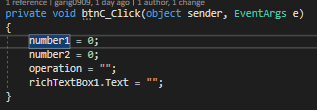 1 reference | garig0909, 1 day ago | 1 author, 1 change
private void btnC_Click(object sender, EventArgs e)
{
number1 = 0;
number2 = 0;
operation = "";
richTextBox1.Text = "";
}